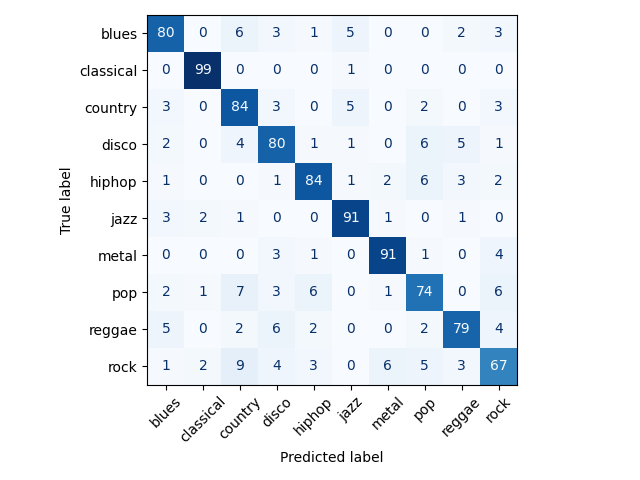 blues 80 0 6 3 1 5 0 0 2 3
classical 0 99 0 0 0 1 0 0 0 0
country 3 0 84 3 0 5 0 2 0 3
disco 2 0 4 80 1 1 0 6 5 1
hiphop 1 0 0 1 84 1 2 6 3 2
jazz 3 2 1 0 0 91 1 0 1 0
metal 0 0 0 3 1 0 91 1 0 4
pop 2 1 7 3 6 0 1 74 0 6
reggae 5 0 2 6 2 0 0 2 79 4
rock 1 2 9 4 3 0 6 5 3 67
True label
blues classical country disco hiphop jazz metal pop reggae rock
Predicted label